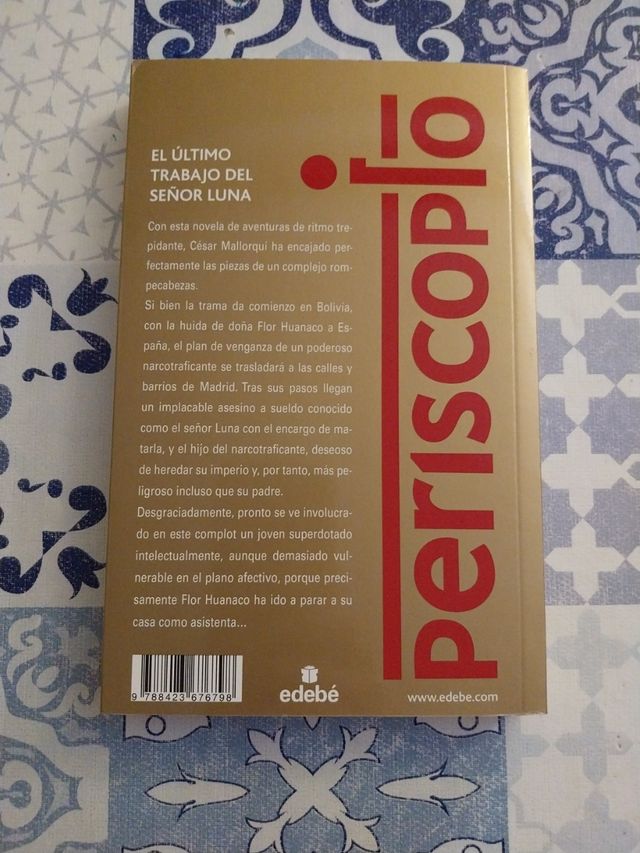 EL ÚLTIMO
TRABAJO DEL
SEÑOR LUNA
Con esta novela de aventuras de ritmo tre-
pidante, César Mallorquí ha encajado per-
fectamente las piezas de un complejo rom-
pecabezas.
Si bien la trama da comienzo en Bolivia,
con la huida de doña Flor Huanaco a Es-
paña, el plan de venganza de un poderoso
narcotraficante se trasladará a las calles y
barrios de Madrid. Tras sus pasos llegan
un implacable asesino a sueldo conocido
como el señor Luna con el encargo de ma-
tarla, y el hijo del narcotraficante, deseoso
de heredar su imperio y, por tanto, más pe-
ligroso incluso que su padre.
Desgraciadamente, pronto se ve involucra-
do en este complot un joven superdotado
intelectualmente, aunque demasiado vul-
nerable en el plano afectivo, porque preci-
samente Flor Huanaco ha ido a parar a su
casa como asistenta...
periscopio
9 788423 676798
edebé
www.edebe.com